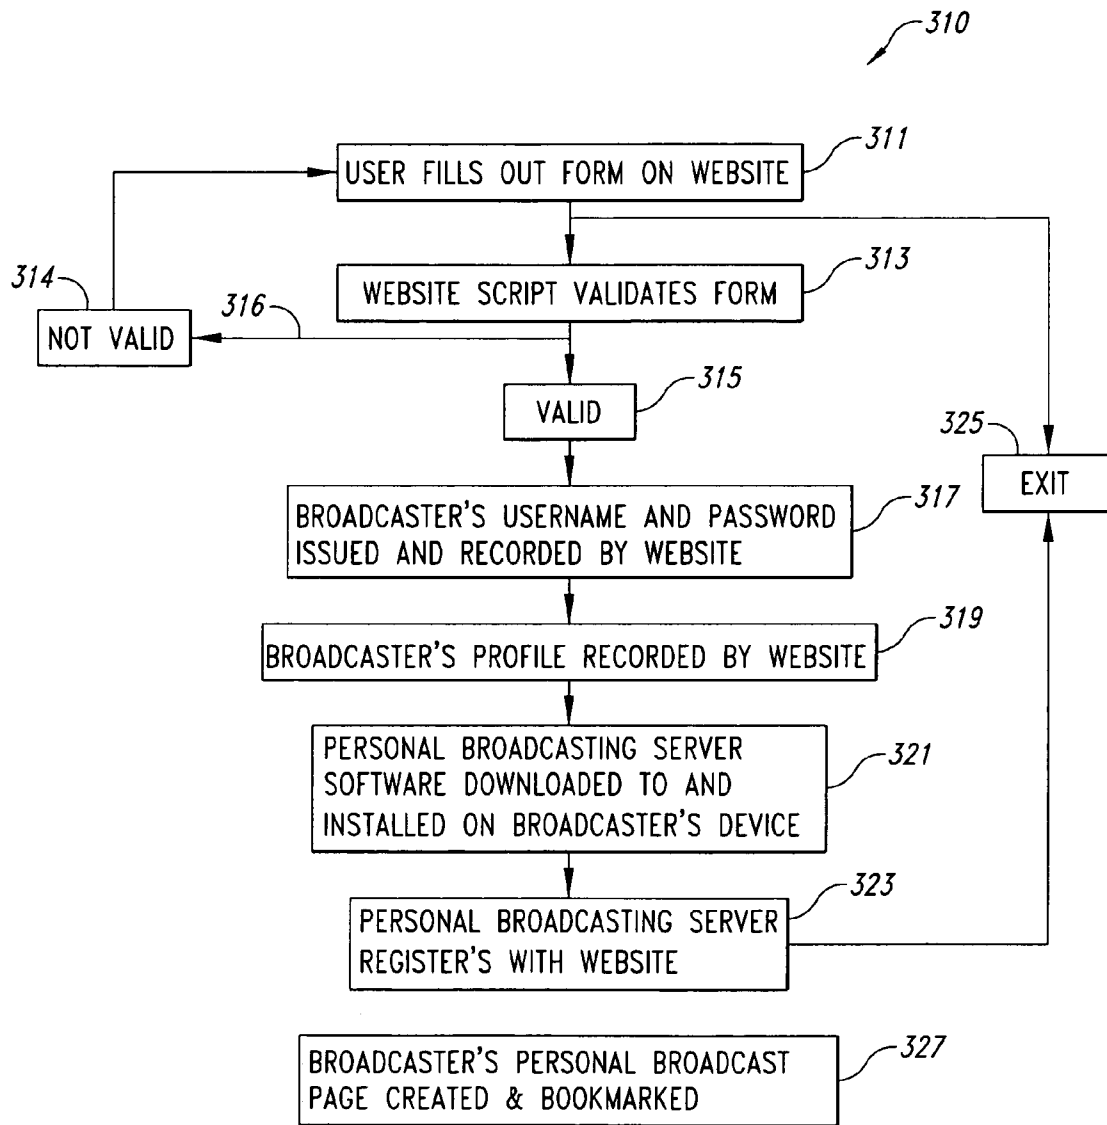 310
311
USER FILLS OUT FORM ON WEBSITE
313
WEBSITE SCRIPT VALIDATES FORM
314
316
NOT VALID
315
VALID
325
EXIT
317
BROADCASTER'S USERNAME AND PASSWORD
ISSUED AND RECORDED BY WEBSITE
319
BROADCASTER'S PROFILE RECORDED BY WEBSITE
321
PERSONAL BROADCASTING SERVER
SOFTWARE DOWNLOADED TO AND
INSTALLED ON BROADCASTER'S DEVICE
323
PERSONAL BROADCASTING SERVER
REGISTER'S WITH WEBSITE
327
BROADCASTER'S PERSONAL BROADCAST
PAGE CREATED & BOOKMARKED